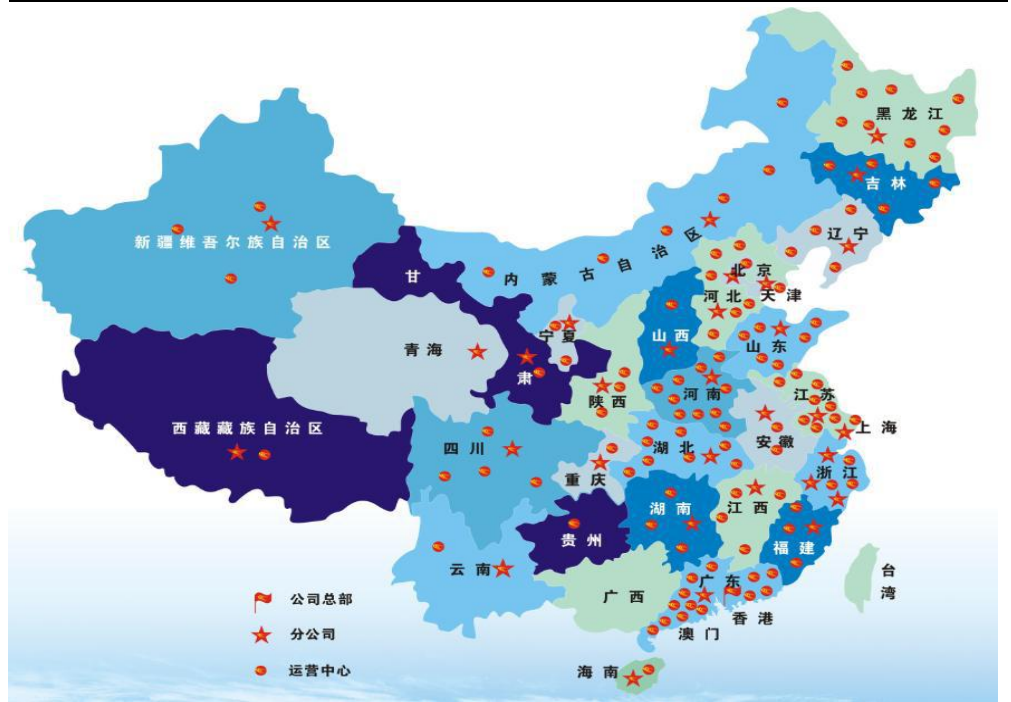 黑龙江
吉林
辽宁
新疆维吾尔族自治区
内蒙古自治区
北京
甘
河北
天津
宁夏
山西
山东
青海
肃
陕西
河南
江苏
西藏藏族自治区
上海
四川
湖北
安徽
重庆
浙江
湖南
江西
贵州
福建
云南
广东
台湾
广西
公司总部
香港
分公司
澳门
运营中心
海南